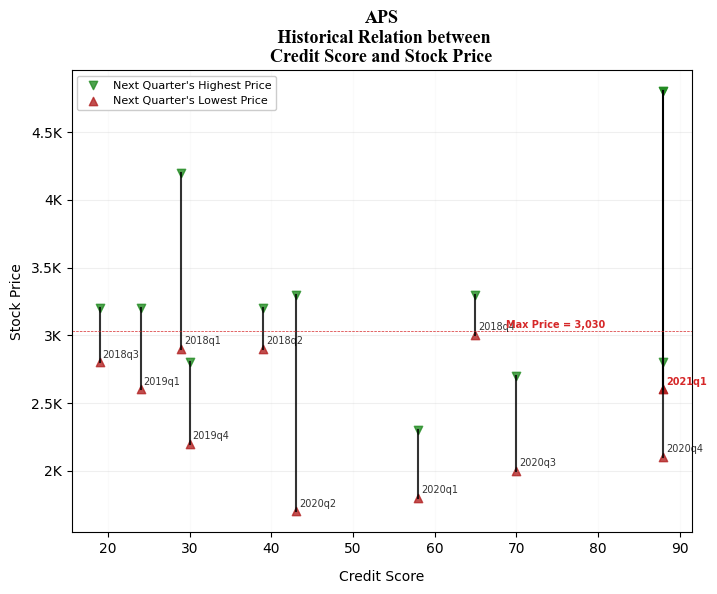 APS
Historical Relation between
Credit Score and Stock Price
Next Quarter's Highest Price
Next Quarter's Lowest Price
4.5K
4K
3.5K
3K
2.5K
2K
Stock Price
2018q3
2019q1
2018q1
2019q4
2018q2
2020q2
2020q1
2018q4
Max Price = 3,030
2020q3
2021q1
2020q4
20 30 40 50 60 70 80 90
Credit Score